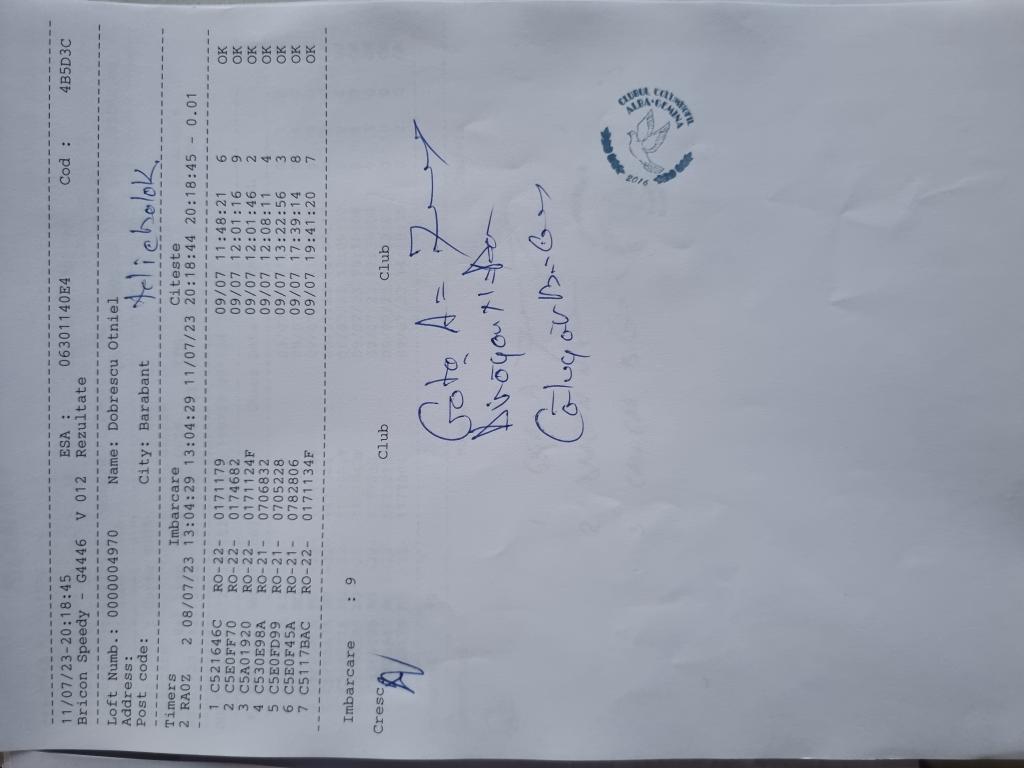 11/07/23-20:18:45 ESA : 06301140E4 Cod : 4B5D3C
Bricon Speedy - G4446 V 012 Rezultate
Loft Numb.: 0000004970 Name: Dobrescu Otniel
Address:
Post code: City: Barabant
Timers Imbarcare Citeste
2 RA0Z 2 08/07/23 13:04:29 13:04:29 11/07/23 20:18:44 20:18:45 - 0.01
1 C521646C RO-22- 0171179 09/07 11:48:21 6 OK
2 C5E0FF70 RO-22- 0174682 09/07 12:01:16 9 OK
3 C5A01920 RO-22- 0171124F 09/07 12:01:46 2 OK
4 C530E98A RO-21- 0706832 09/07 12:08:11 4 OK
5 C5E0FD99 RO-21- 0705228 09/07 13:22:56 3 OK
6 C5E0F45A RO-21- 0782806 09/07 17:39:14 8 OK
7 C5117BAC RO-22- 0171134F 09/07 19:41:20 7 OK
Imbarcare : 9
Cresc Club Club
A=
CLUBUL COLUMBOFIL
ALBA-GEMINA
2016